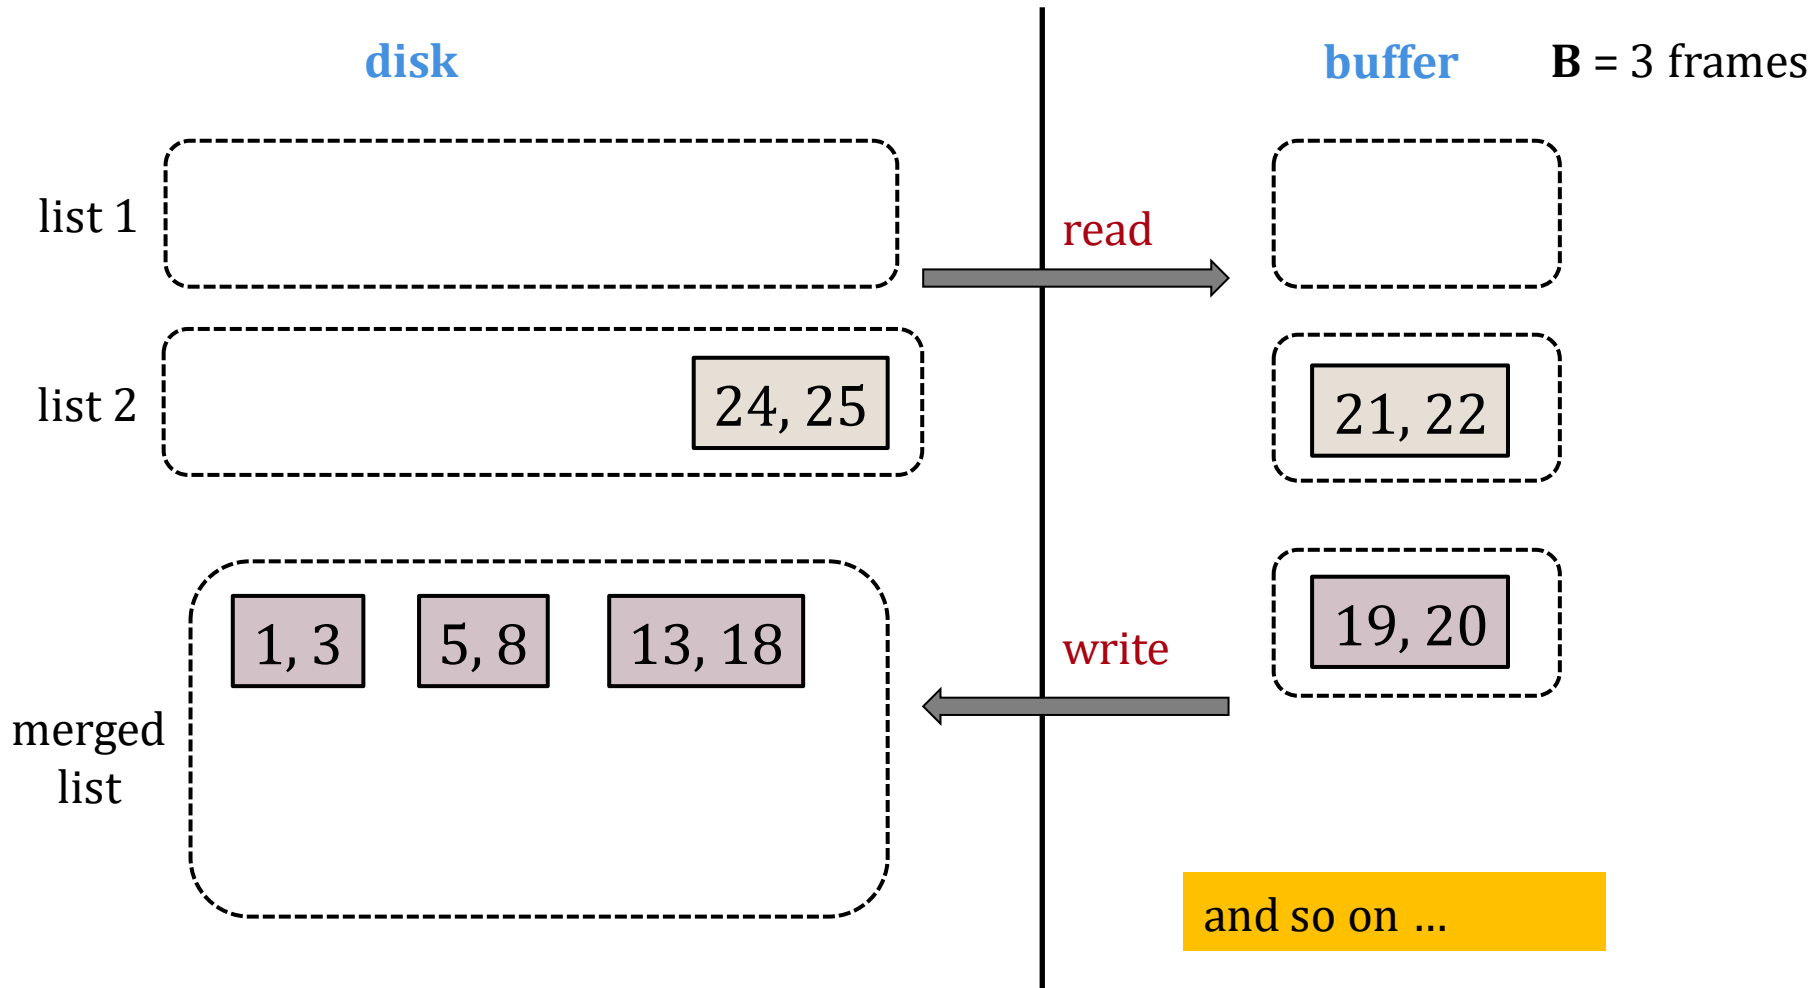 disk
buffer
B = 3 frames
list 1
read
list 2
24, 25
21, 22
1, 3
5, 8
13, 18
19, 20
write
merged
list
and so on ...